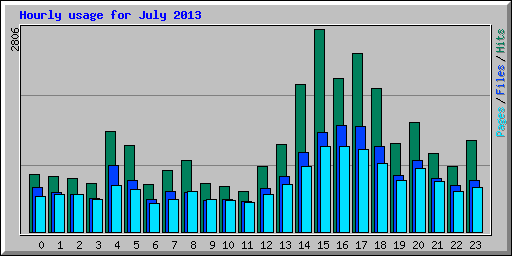 Hourly usage for July 2013
2806
Pages/Files/Hits
0 1 2 3 4 5 6 7 8 9 10 11 12 13 14 15 16 17 18 19 20 21 22 23